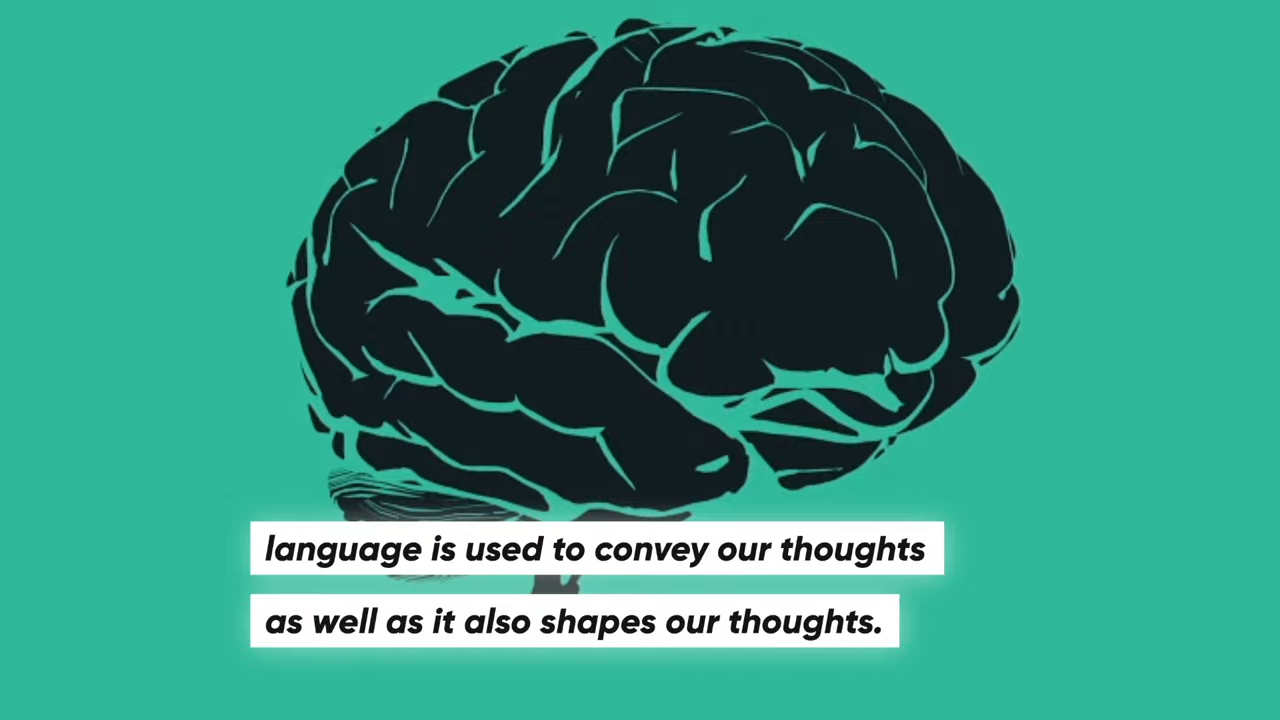 language is used to convey our thoughts
as well as it also shapes our thoughts.